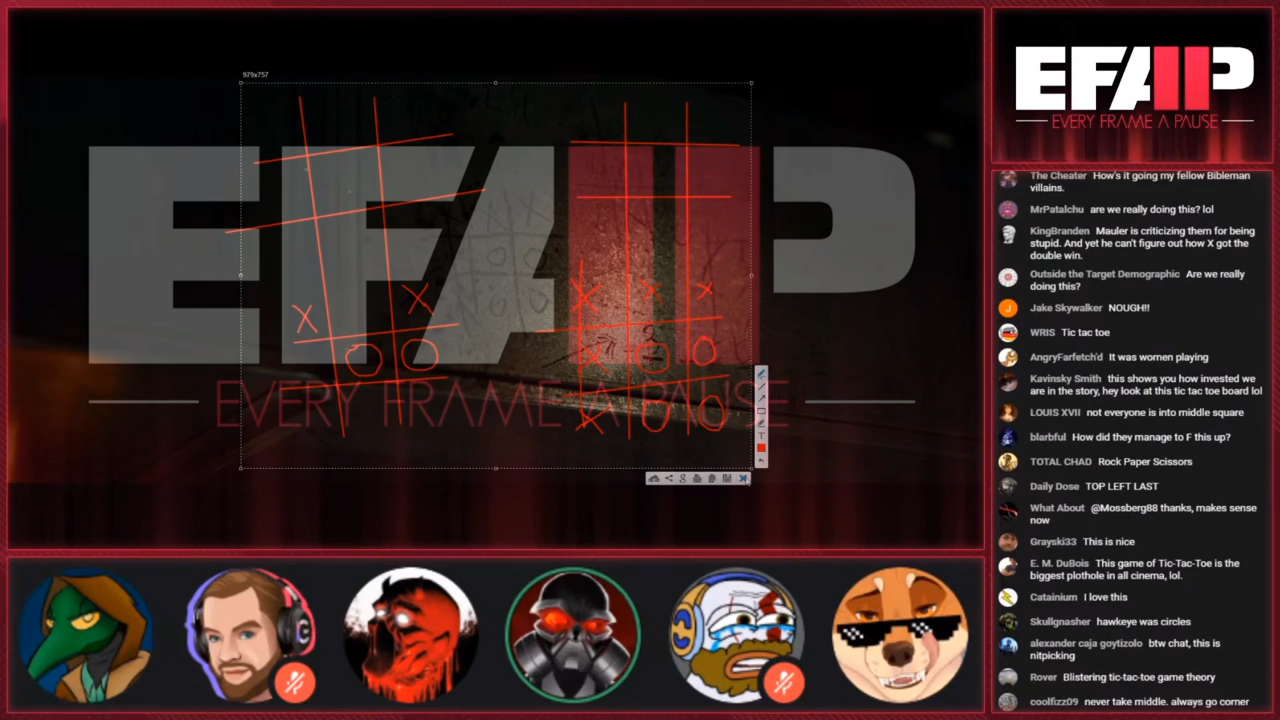 979x757
EFAP
EVERY FRAME A PAUSE
X X
O O
X X X
X O O
X O O
T
EFAP
EVERY FRAME A PAUSE
The Cheater How's it going my fellow Bibleman
villains.
MrPatalchu are we really doing this? lol
KingBranden Mauler is criticizing them for being
stupid. And yet he can't figure out how X got the
double win.
Outside the Target Demographic Are we really
doing this?
Jake Skywalker NOUGH!!
WRIS Tic tac toe
AngryFarfetch'd It was women playing
Kavinsky Smith this shows you how invested we
are in the story, hey look at this tic tac toe board lol
LOUIS XVII not everyone is into middle square
blarbful How did they manage to F this up?
TOTAL CHAD Rock Paper Scissors
Daily Dose TOP LEFT LAST
What About @Mossberg88 thanks, makes sense
now
Grayski33 This is nice
E. M. DuBois This game of Tic-Tac-Toe is the
biggest plothole in all cinema, lol.
Catainium I love this
Skullgnasher hawkeye was circles
alexander caja goytizolo btw chat, this is
nitpicking
Rover Blistering tic-tac-toe game theory
coolfizz09 never take middle. always go corner